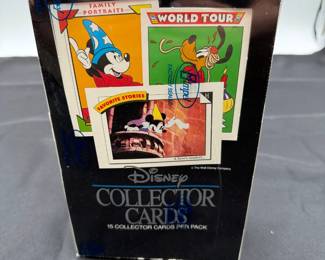 FAMILY
PORTRAITS
WORLD TOUR
FAVORITE STORIES
© The Walt Disney Company
Disney
COLLECTOR
CARDS
15 COLLECTOR CARDS PER PACK